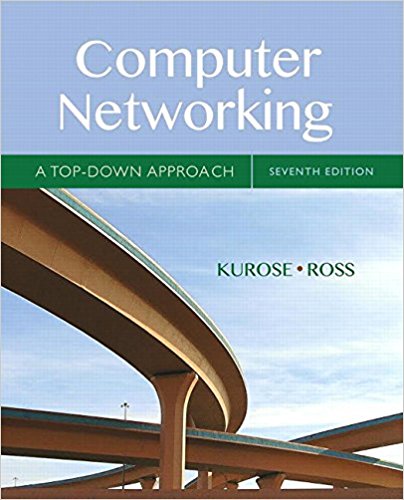 Computer
Networking
A TOP-DOWN APPROACH
SEVENTH EDITION
KUROSE • ROSS